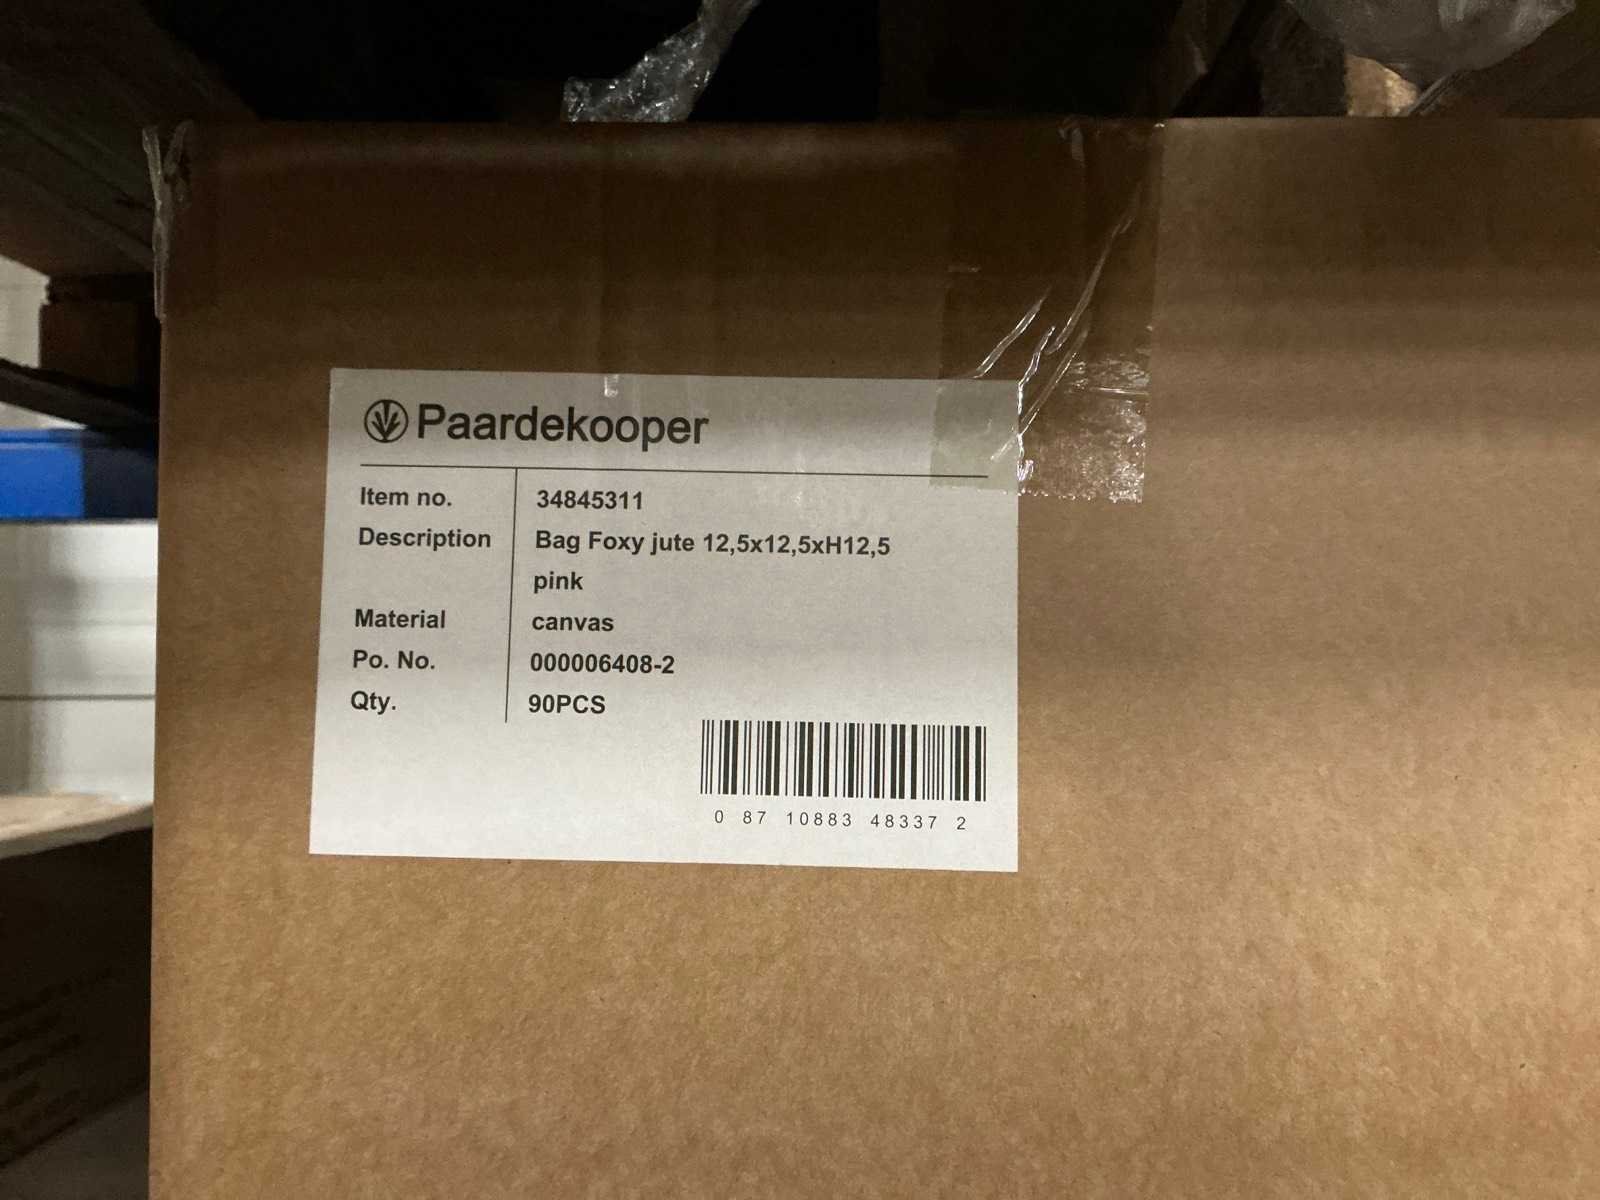 Paardekooper
Item no. 34845311
Description Bag Foxy jute 12,5x12,5xH12,5
pink
Material canvas
Po. No. 000006408-2
Qty. 90PCS
0 87 10883 48337 2